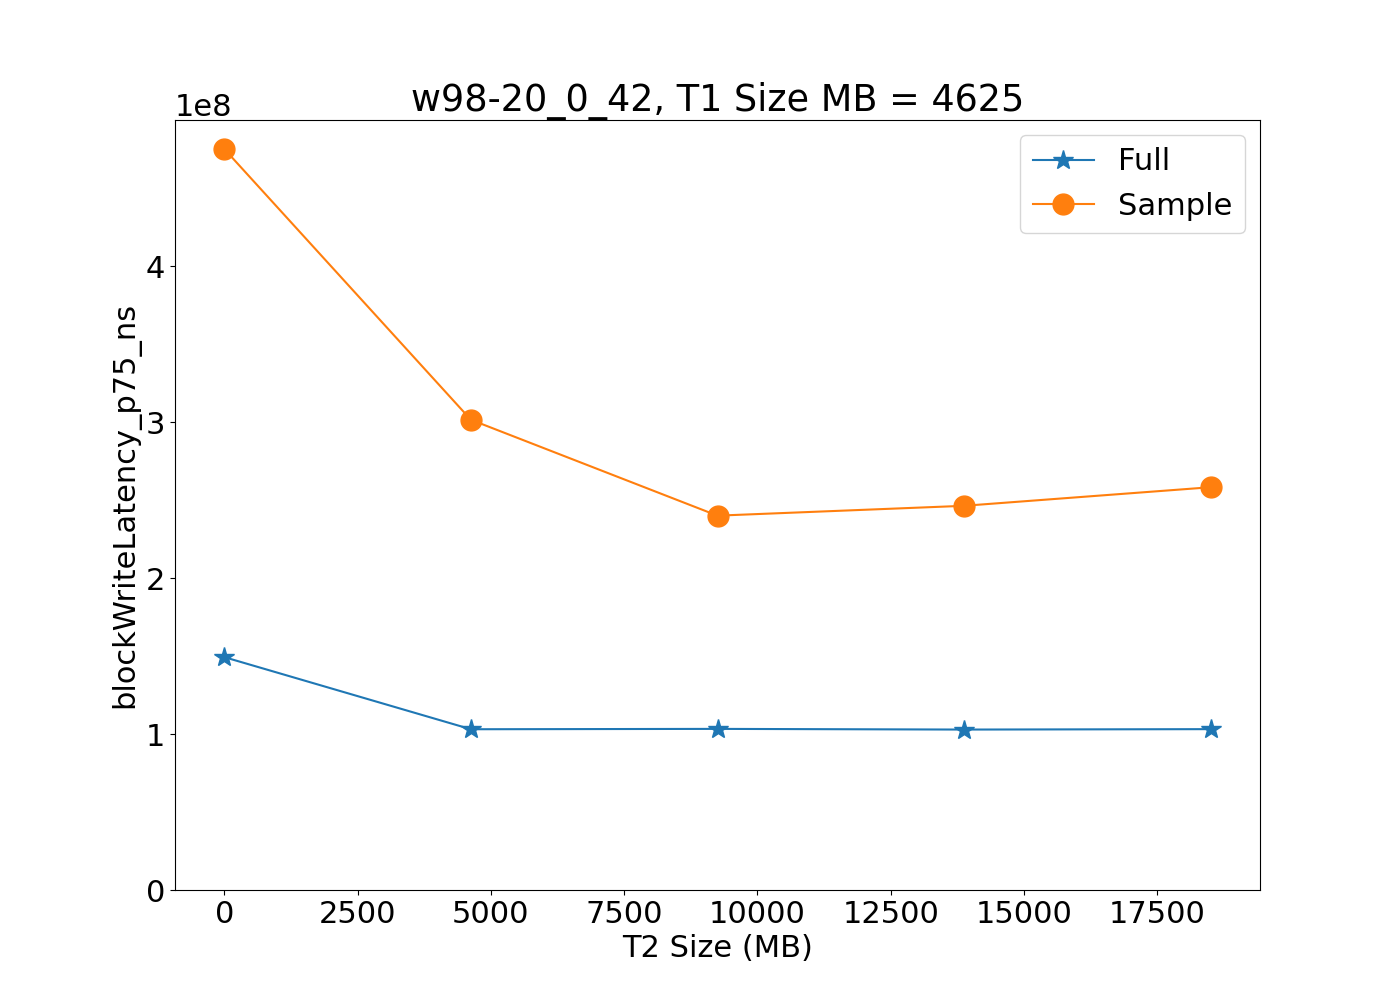 w98-20_0_42, T1 Size MB = 4625
1e8
Full
Sample
4
3
2
1
0
blockWriteLatency_p75_ns
0 2500 5000 7500 10000 12500 15000 17500
T2 Size (MB)